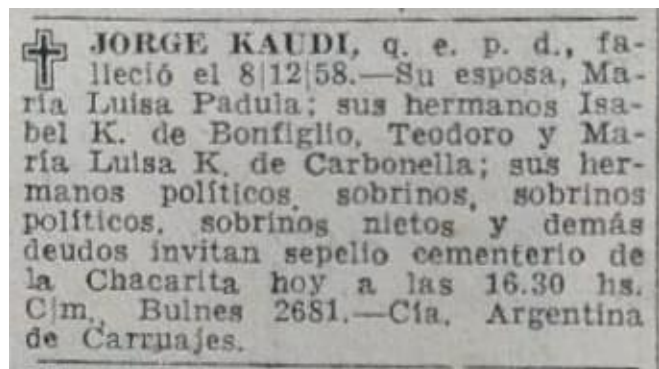 JORGE KAUDI, q. e. p. d., fa-
lleció el 8|12|58.—Su esposa, Ma-
ría Luisa Padula; sus hermanos Isa-
bel K. de Bonfiglio, Teodoro y Ma-
ría Luisa K. de Carbonella; sus her-
manos políticos, sobrinos, sobrinos
políticos, sobrinos nietos y demás
deudos invitan sepelio cementerio de
la Chacarita hoy a las 16.30 hs.
C|m., Bulnes 2681.—Cía. Argentina
de Carruajes.